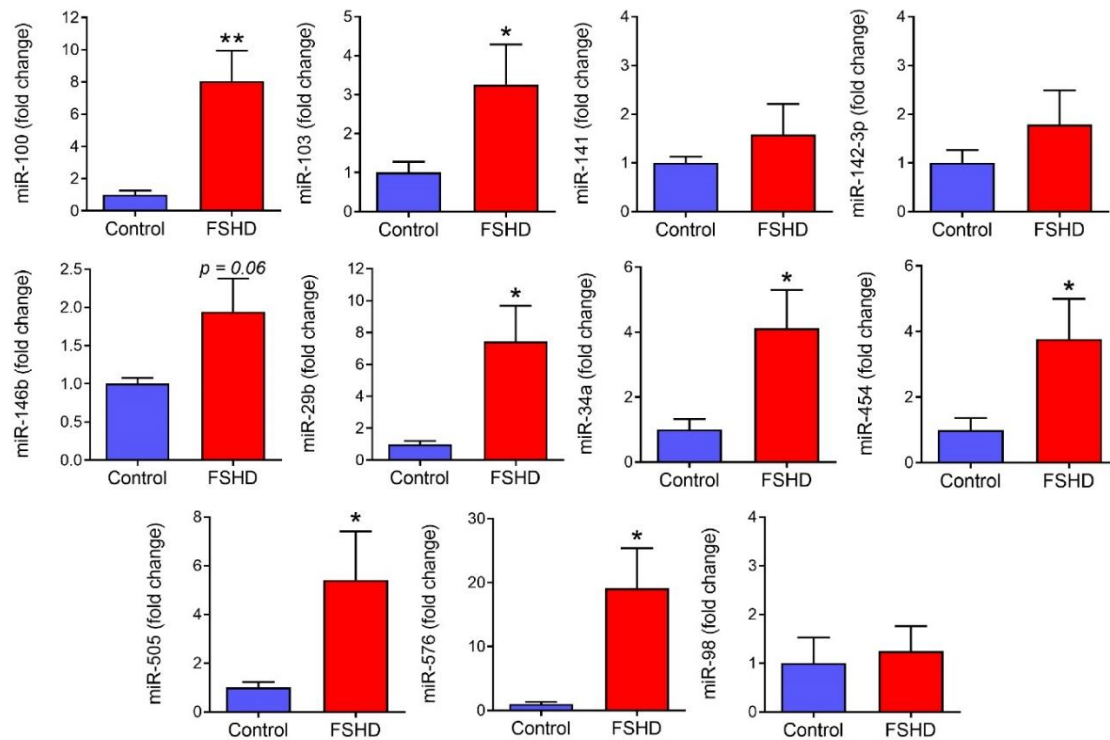 miR-100 (fold change)
12
10
8
6
4
2
0
**
Control
FSHD
miR-103 (fold change)
5
4
3
2
1
0
*
Control
FSHD
miR-141 (fold change)
4
3
2
1
0
Control
FSHD
miR-142-3p (fold change)
4
3
2
1
0
Control
FSHD
miR-146b (fold change)
2.5
2.0
1.5
1.0
0.5
0.0
p = 0.06
Control
FSHD
miR-29b (fold change)
12
10
8
6
4
2
0
*
Control
FSHD
miR-34a (fold change)
6
4
2
0
*
Control
FSHD
miR-454 (fold change)
6
4
2
0
*
Control
FSHD
miR-505 (fold change)
8
6
4
2
0
*
Control
FSHD
miR-576 (fold change)
30
20
10
0
*
Control
FSHD
miR-98 (fold change)
4
3
2
1
0
Control
FSHD